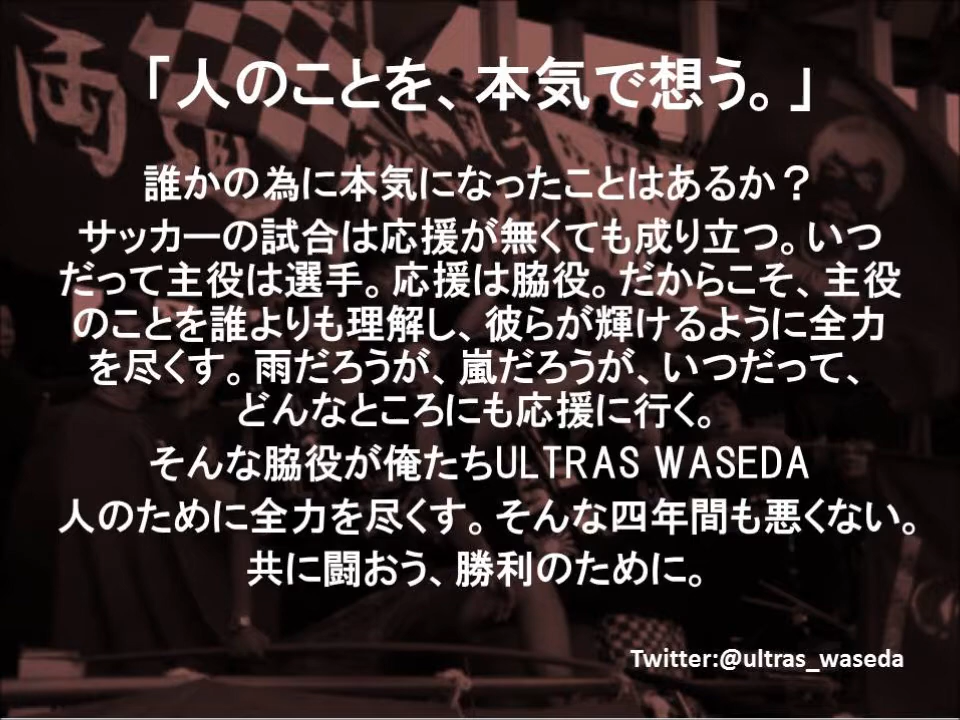 「人のことを、本気で想う。」
誰かの為に本気になったことはあるか？
サッカーの試合は応援が無くても成り立つ。いつ
だって主役は選手。応援は脇役。だからこそ、主役
のことを誰よりも理解し、彼らが輝けるように全力
を尽くす。雨だろうが、嵐だろうが、いつだって、
どんなところにも応援に行く。
そんな脇役が俺たちULTRAS WASEDA
人のために全力を尽くす。そんな四年間も悪くない。
共に闘おう、勝利のために。
Twitter:@ultras_waseda